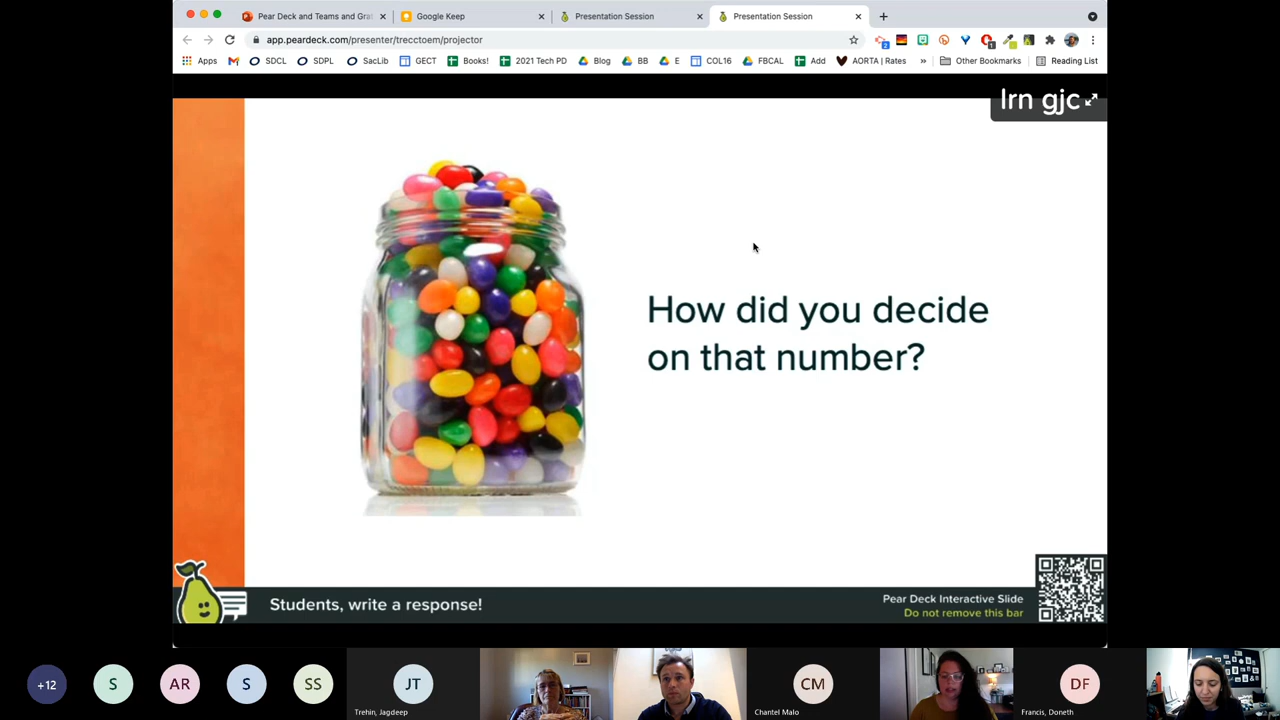 Pear Deck and Teams and Grat
Google Keep
Presentation Session
Presentation Session
app.peardeck.com/presenter/trecctoem/projector
2
1
Apps
SDCL
SDPL
SacLib
GECT
Books!
2021 Tech PD
Blog
BB
E
COL16
FBCAL
Add
AORTA | Rates
»
Other Bookmarks
Reading List
lrn gjc
How did you decide
on that number?
Students, write a response!
Pear Deck Interactive Slide
Do not remove this bar
+12
S
AR
S
SS
JT
Trehin, Jagdeep
CM
Chantel Malo
DF
Francis, Doneth